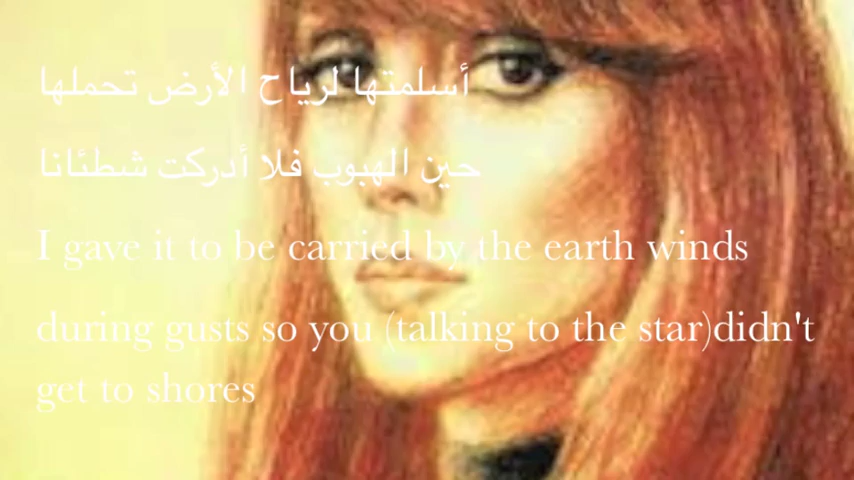 أسلمتها لرياح الأرض تحملها
حين الهبوب فلا أدركت شطئانا
I gave it to be carried by the earth winds
during gusts so you (talking to the star)didn't
get to shores